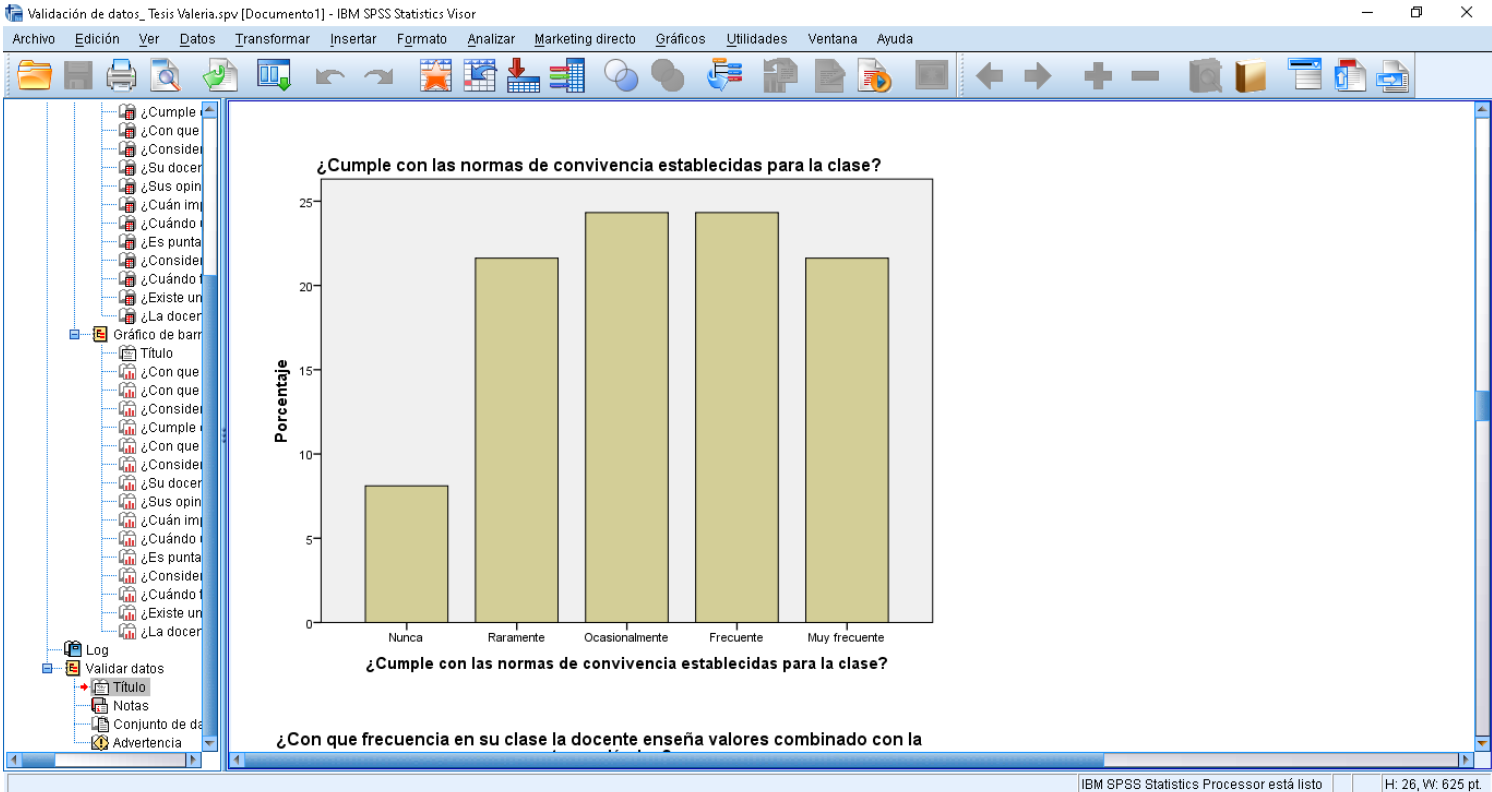 Validación de datos_ Tesis Valeria.spv [Documento1] - IBM SPSS Statistics Visor
Archivo Edición Ver Datos Transformar Insertar Formato Analizar Marketing directo Gráficos Utilidades Ventana Ayuda
¿Cumple
¿Con que
¿Consider
¿Su docer
¿Sus opin
¿Cuán imp
¿Cuándo
¿Es punta
¿Consider
¿Cuándo f
¿Existe un
¿La docer
Gráfico de barr
Título
¿Con que
¿Con que
¿Consider
¿Cumple
¿Con que
¿Consider
¿Su docer
¿Sus opin
¿Cuán imp
¿Cuándo
¿Es punta
¿Consider
¿Cuándo f
¿Existe un
¿La docer
Log
Validar datos
Título
Notas
Conjunto de da
Advertencia
¿Cumple con las normas de convivencia establecidas para la clase?
25
20
15
10
5
0
Porcentaje
Nunca Raramente Ocasionalmente Frecuente Muy frecuente
¿Cumple con las normas de convivencia establecidas para la clase?
¿Con que frecuencia en su clase la docente enseña valores combinado con la
IBM SPSS Statistics Processor está listo H: 26, W: 625 pt.